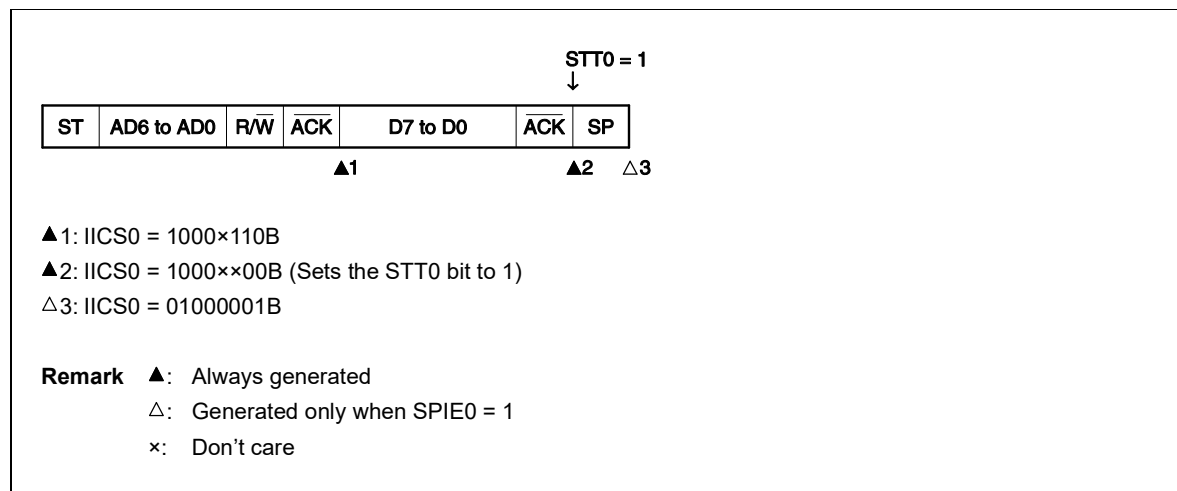 STT0 = 1
↓
ST AD6 to AD0 R/W̅ A̅C̅K̅ D7 to D0 A̅C̅K̅ SP
▲1 ▲2 △3
▲1: IICS0 = 1000×110B
▲2: IICS0 = 1000××00B (Sets the STT0 bit to 1)
△3: IICS0 = 01000001B
Remark ▲: Always generated
△: Generated only when SPIE0 = 1
×: Don’t care